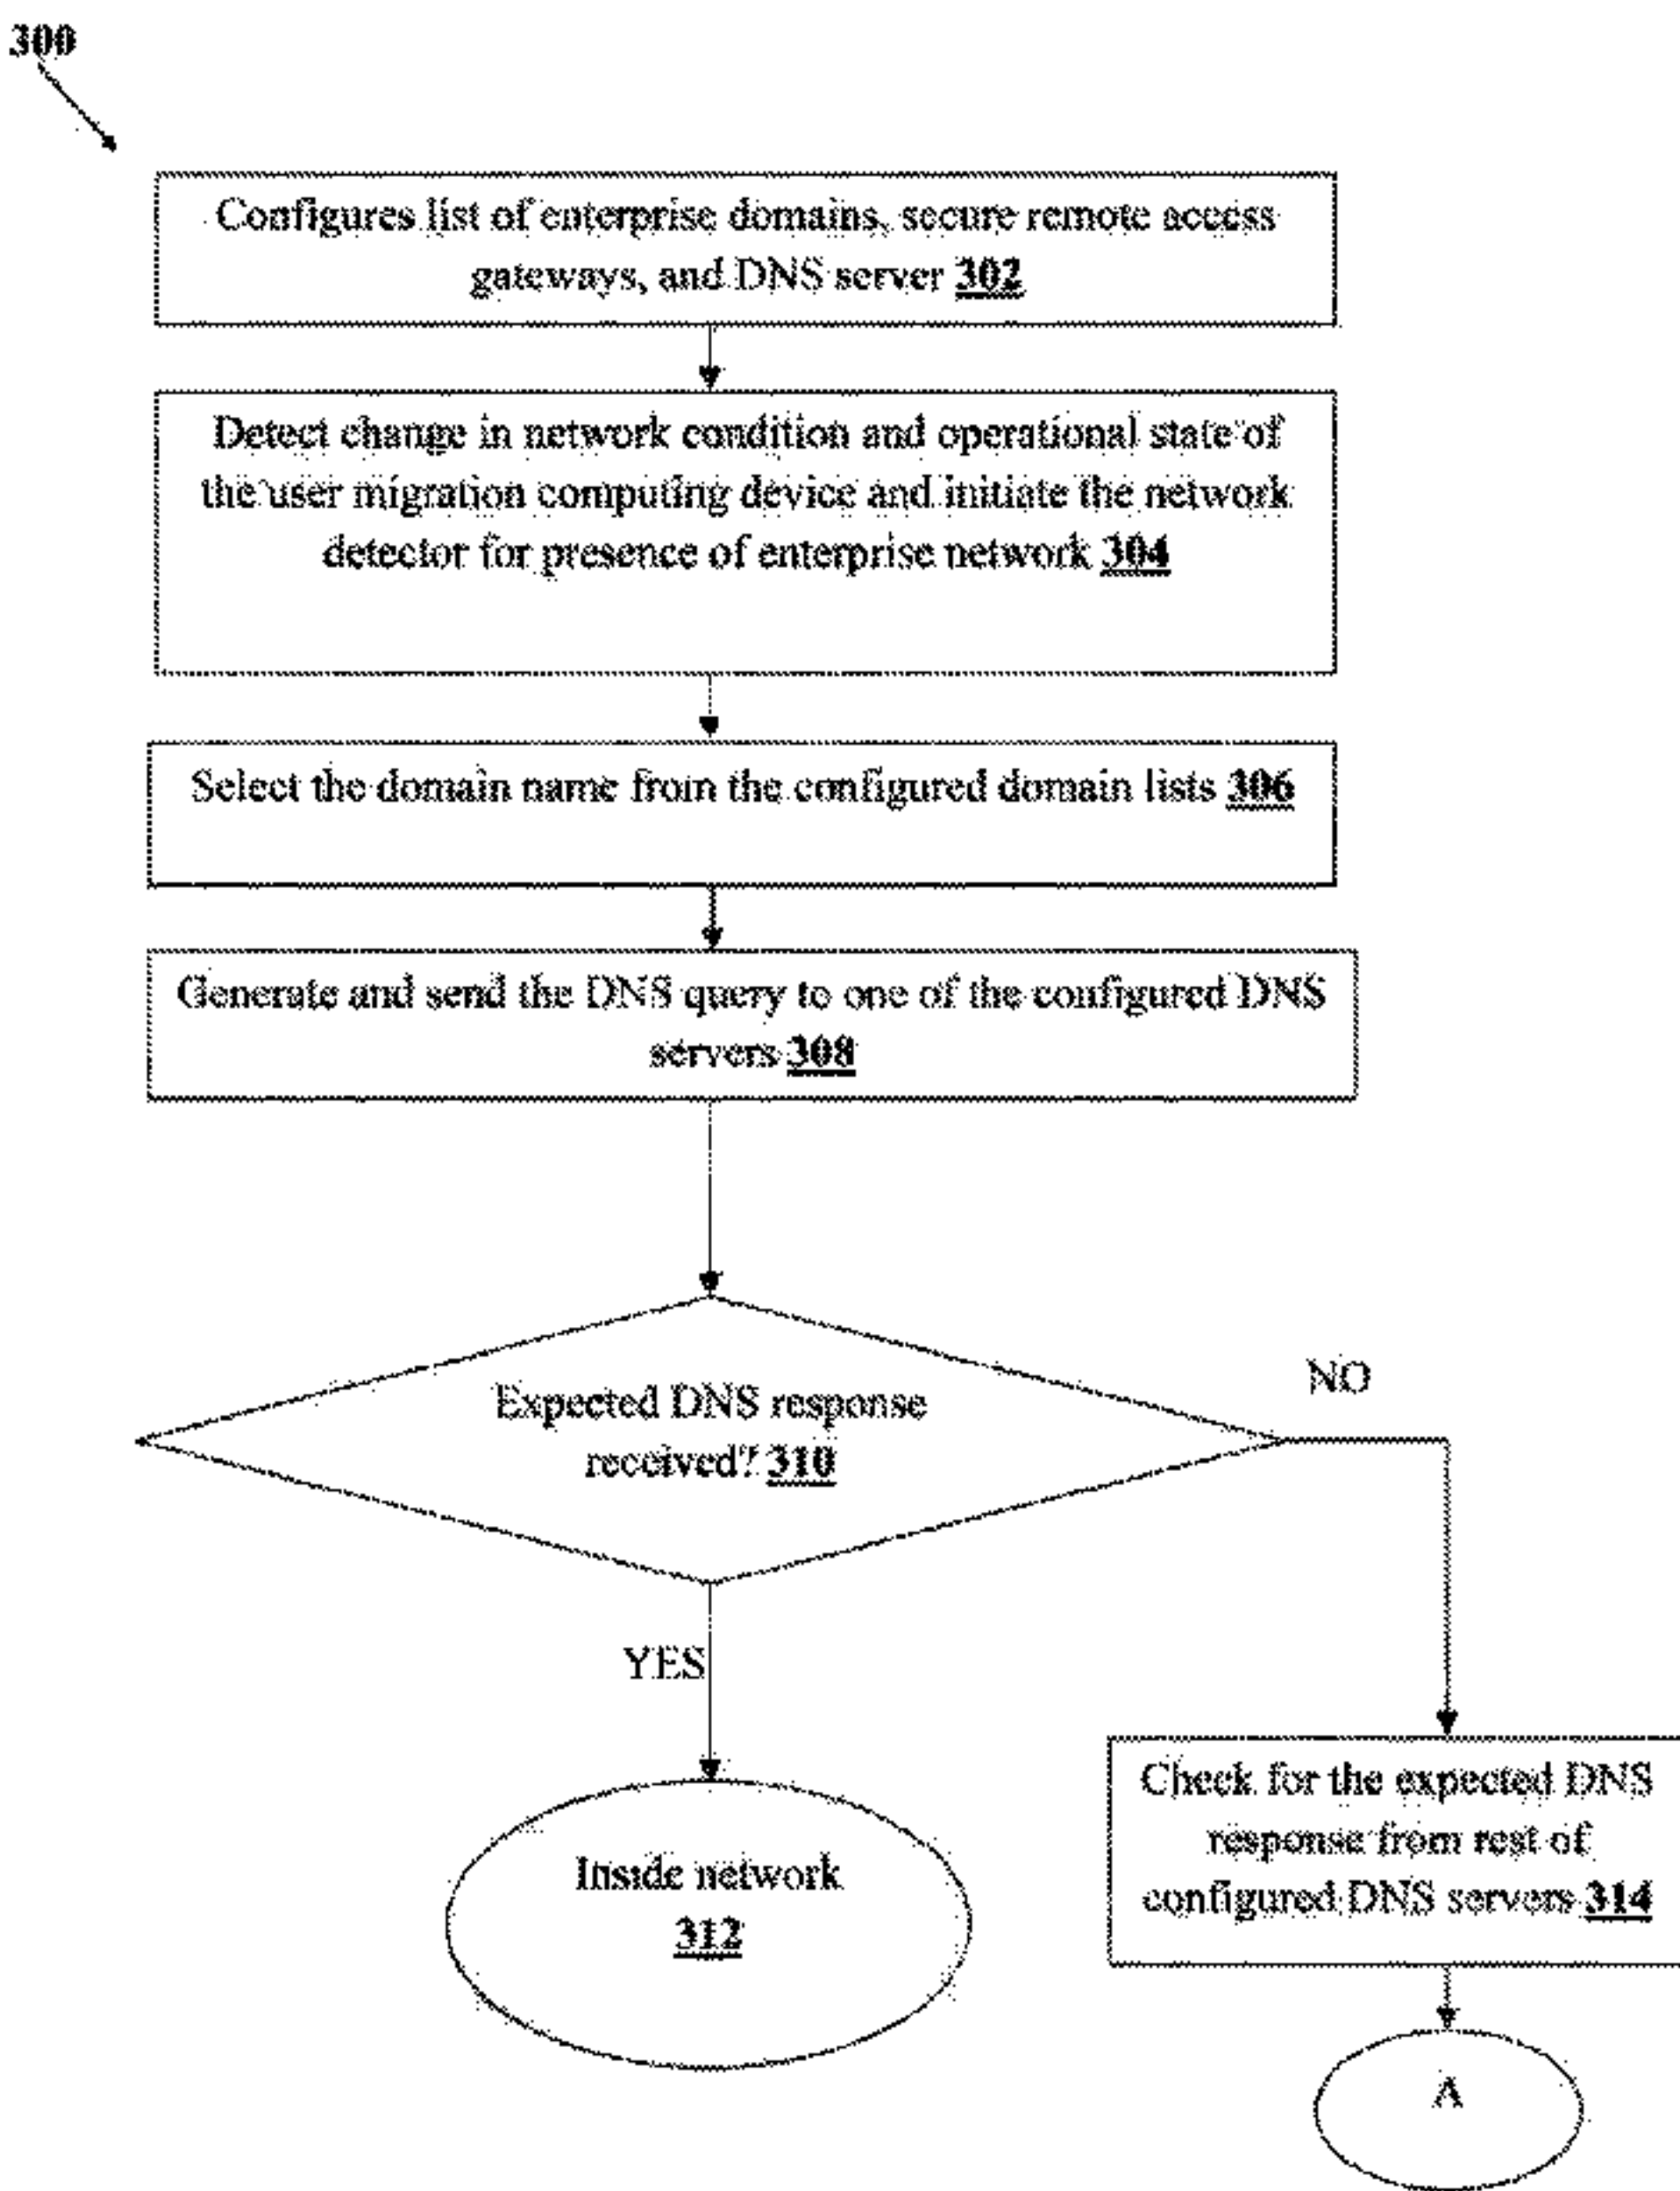 300
Configures list of enterprise domains, secure remote access
gateways, and DNS server 302
Detect change in network condition and operational state of
the user migration computing device and initiate the network
detector for presence of enterprise network 304
Select the domain name from the configured domain lists 306
Generate and send the DNS query to one of the configured DNS
servers 308
Expected DNS response
received? 310
NO
YES
Inside network
312
Check for the expected DNS
response from rest of
configured DNS servers 314
A